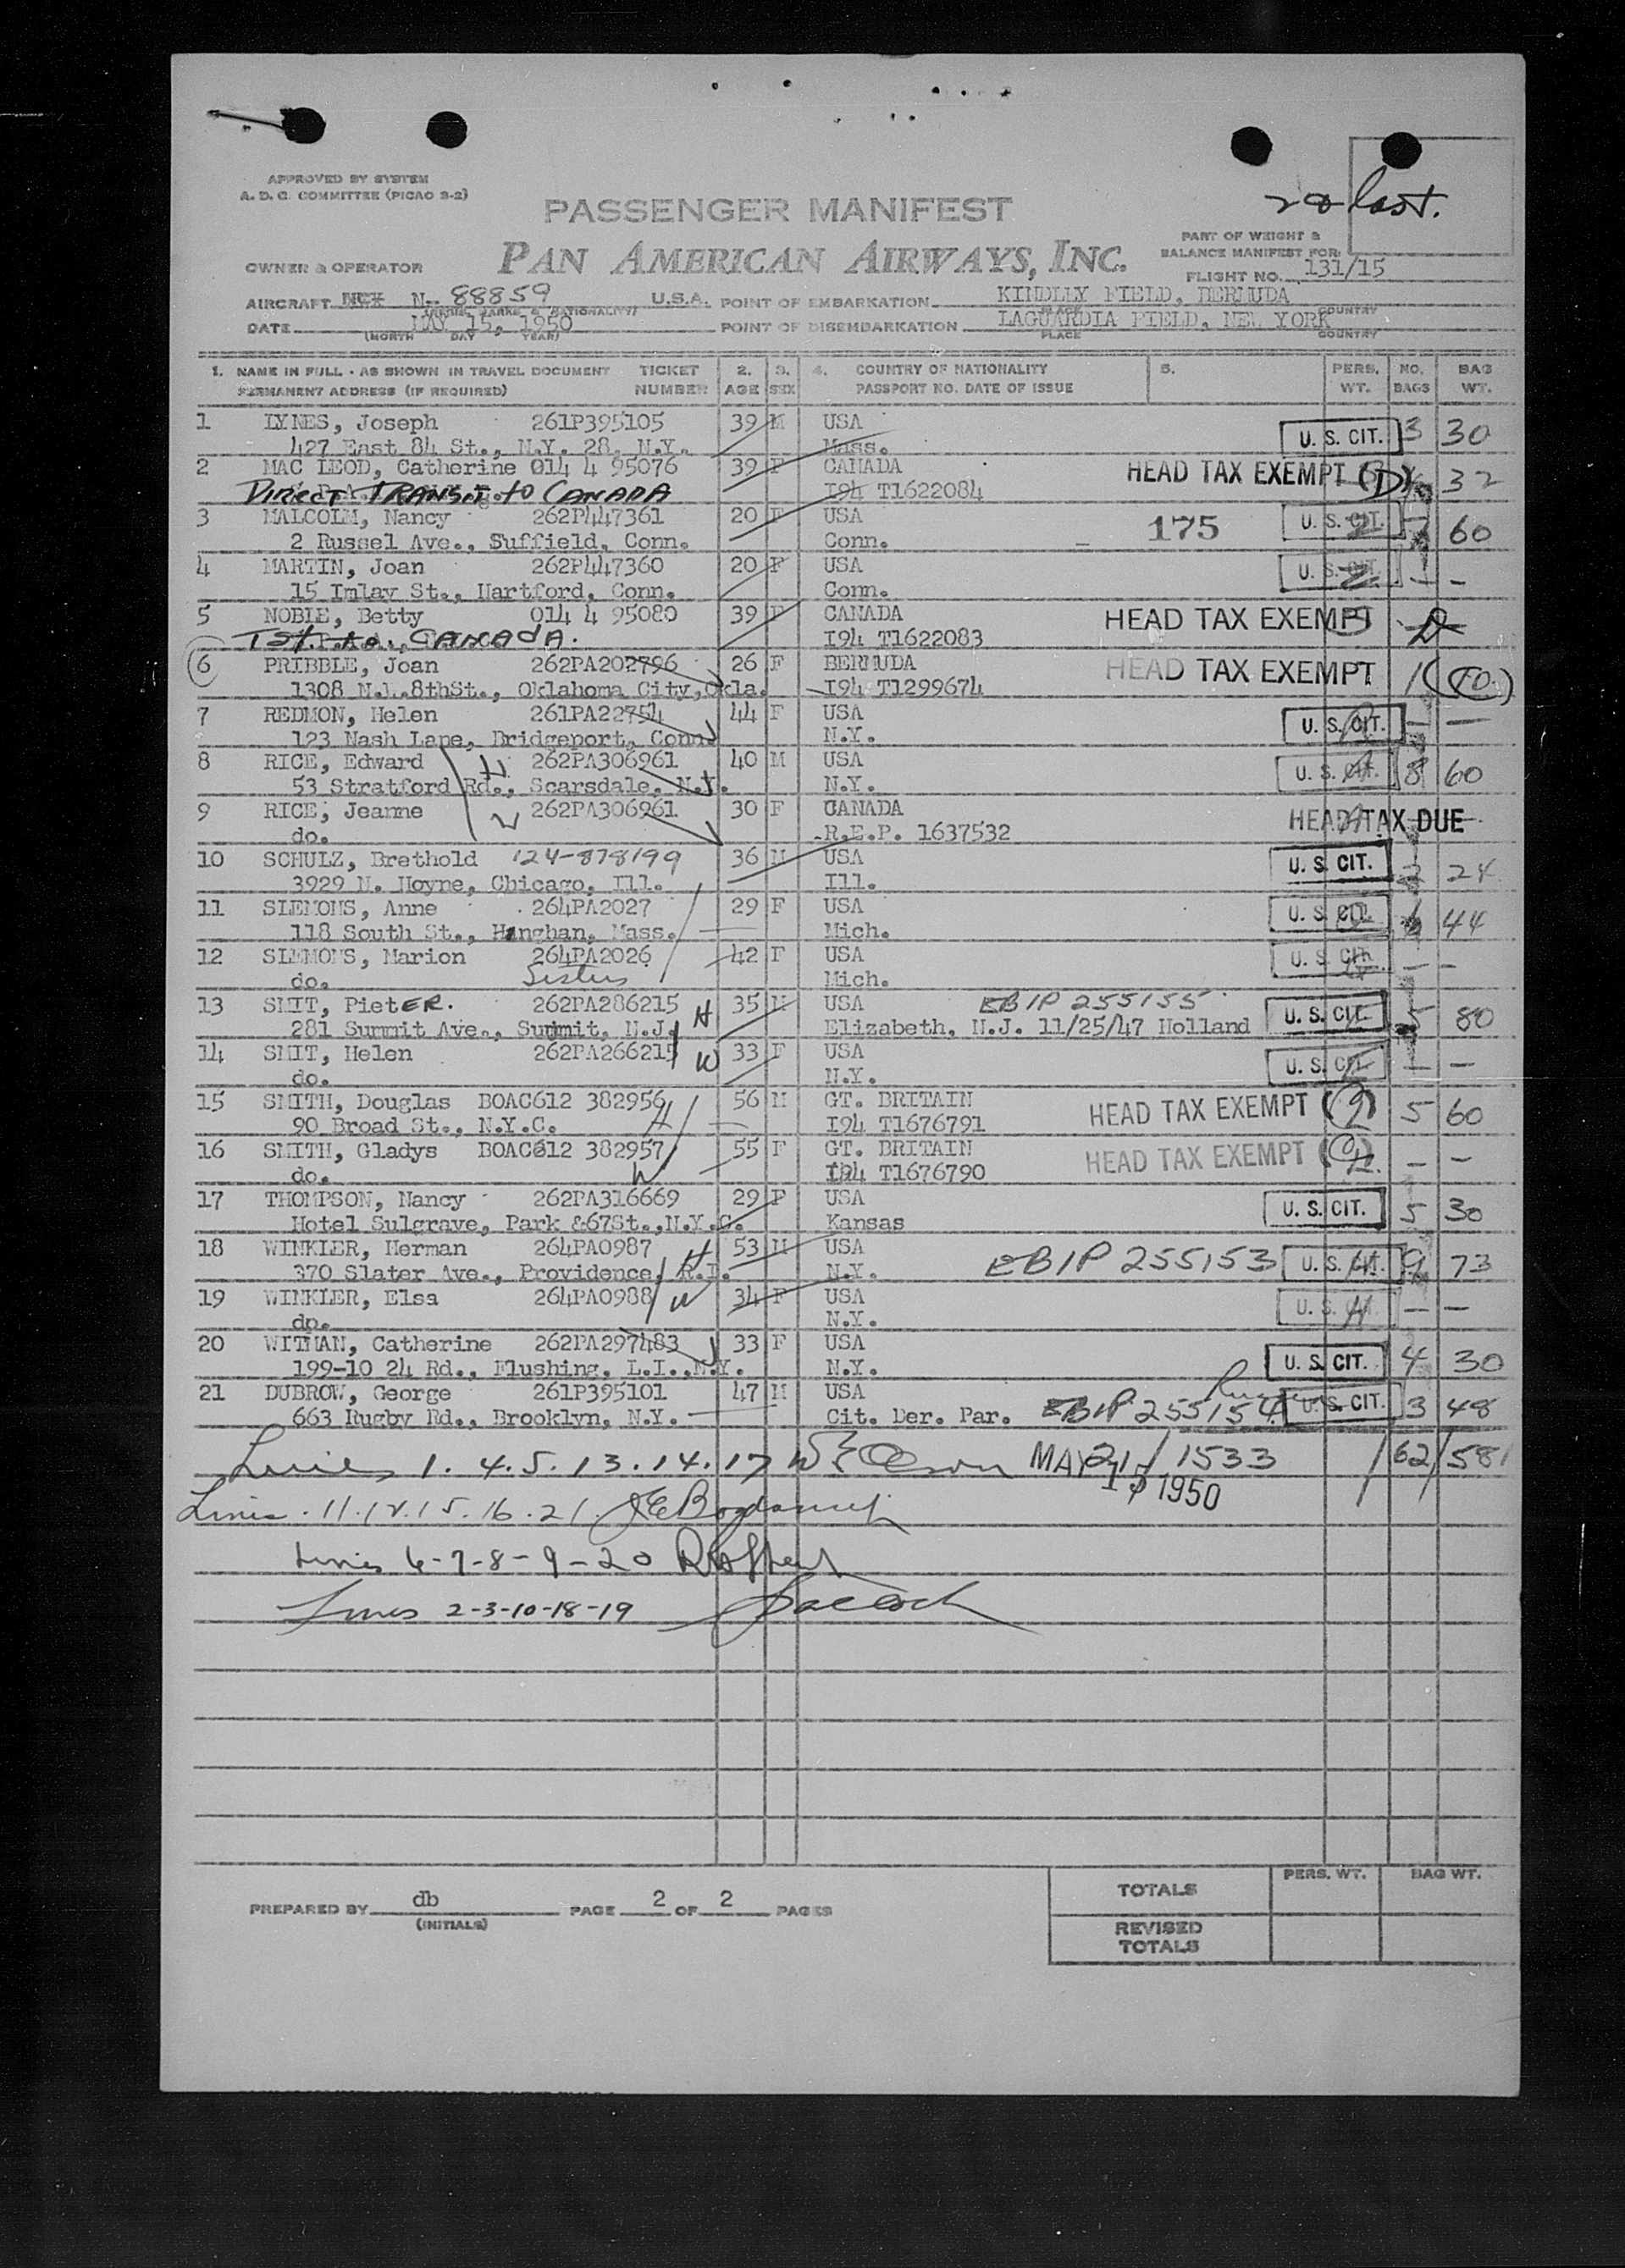 APPROVED BY SYSTEM
A. D. C. COMMITTEE (PICAO 3-2)
PASSENGER MANIFEST
last.
PART OF WEIGHT &
BALANCE MANIFEST FOR:
OWNER & OPERATOR PAN AMERICAN AIRWAYS, INC.
FLIGHT NO. 131/15
AIRCRAFT N- 88859 U.S.A. POINT OF EMBARKATION KINDLEY FIELD, BERMUDA
DATE MAY 15, 1950 POINT OF DISEMBARKATION LAGUARDIA FIELD, NEW YORK COUNTRY
(MONTH DAY YEAR) PLACE COUNTRY
1. NAME IN FULL - AS SHOWN IN TRAVEL DOCUMENT TICKET 2. 3. 4. COUNTRY OF NATIONALITY 5. PERS. NO. BAG
PERMANENT ADDRESS (IF REQUIRED) NUMBER AGE SEX PASSPORT NO. DATE OF ISSUE WT. BAGS WT.
1 LYNES, Joseph 261P395105 39 M USA U. S. CIT. 3 30
427 East 84 St., N.Y. 28, N.Y. Mass.
2 MAC LEOD, Catherine 014 4 95076 39 F CANADA HEAD TAX EXEMPT 32
DIRECT TRANSIT to CANADA I94 T1622084
3 MALCOLM, Nancy 262P447361 20 F USA 175 U. S. CIT. 60
2 Russel Ave., Suffield, Conn. Conn.
4 MARTIN, Joan 262P447360 20 F USA U. S. — —
15 Imlay St., Hartford, Conn. Conn.
5 NOBLE, Betty 014 4 95080 39 F CANADA HEAD TAX EXEMPT
CANADA. I94 T1622083
6 PRIBBLE, Joan 262PA202796 26 F BERMUDA HEAD TAX EXEMPT 1
1308 N.E.8thSt., Oklahoma City,Okla. I94 T1299674
7 REDMON, Helen 261PA22754 44 F USA U. S. CIT. — —
123 Nash Lane, Bridgeport, Conn. N.Y.
8 RICE, Edward H 262PA306961 40 M USA U. S. 8 60
53 Stratford Rd., Scarsdale, N.Y. N.Y.
9 RICE, Jeanne W 262PA306961 30 F CANADA HEAD TAX DUE
do. R.E.P. 1637532
10 SCHULZ, Brethold 124-878199 36 M USA U. S. CIT. 24
3929 N. Hoyne, Chicago, Ill. Ill.
11 SLEMONS, Anne 264PA2027 29 F USA U. S. CIT. 44
118 South St., Hingham, Mass. Mich.
12 SLEMONS, Marion 264PA2026 42 F USA U. S. — —
do. Sisters Mich.
13 SMIT, PietER. 262PA286215 H 35 M USA EBIP 255155 U. S. CIT. 5 80
281 Summit Ave., Summit, N.J. Elizabeth, N.J. 11/25/47 Holland
14 SMIT, Helen 262PA266215 W 33 F USA U. S. — —
do. N.Y.
15 SMITH, Douglas BOAC612 382956 H 56 M GT. BRITAIN HEAD TAX EXEMPT 5 60
90 Broad St., N.Y.C. I94 T1676791
16 SMITH, Gladys BOAC612 382957 W 55 F GT. BRITAIN HEAD TAX EXEMPT — —
do. I94 T1676790
17 THOMPSON, Nancy 262PA316669 29 F USA U. S. CIT. 5 30
Hotel Sulgrave, Park &67St.,N.Y.C. Kansas
18 WINKLER, Herman 264PA0987 H 53 M USA EBIP 255153 U. S. 9 73
370 Slater Ave., Providence, R.I. N.Y.
19 WINKLER, Elsa 264PA0988 W 34 F USA U. S. — —
do. N.Y.
20 WITHAN, Catherine 262PA297483 33 F USA U. S. CIT. 4 30
199-10 24 Rd., Flushing, L.I.,N.Y. N.Y.
21 DUBROW, George 261P395101 47 M USA U. S. CIT. 3 48
663 Rugby Rd., Brooklyn, N.Y. Cit. Der. Par. EBIP 255154
Lines 1. 4. 5. 13. 14. 17 MAY 21 / 1533 / 62 / 581
15 1950
Lines 11. 12. 15. 16. 21.
Lines 6-7-8-9-20
Lines 2-3-10-18-19
PERS. WT. BAG WT.
TOTALS
PREPARED BY db PAGE 2 OF 2 PAGES
(INITIALS)
REVISED
TOTALS